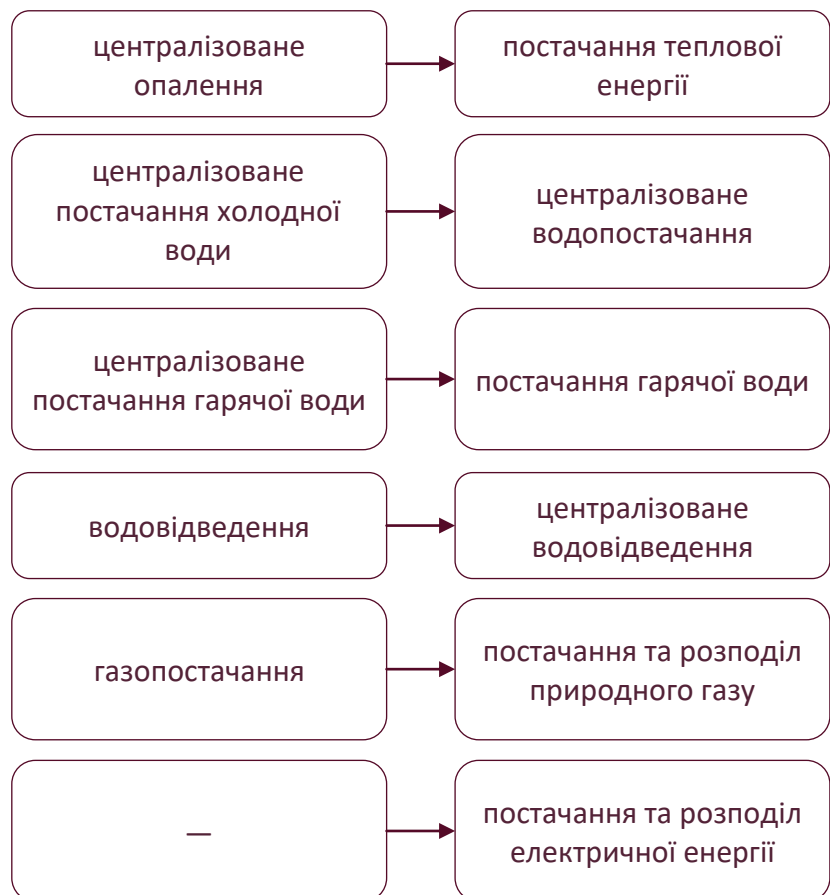 централізоване
опалення
постачання теплової
енергії
централізоване
постачання холодної
води
централізоване
водопостачання
централізоване
постачання гарячої води
постачання гарячої води
водовідведення
централізоване
водовідведення
газопостачання
постачання та розподіл
природного газу
—
постачання та розподіл
електричної енергії